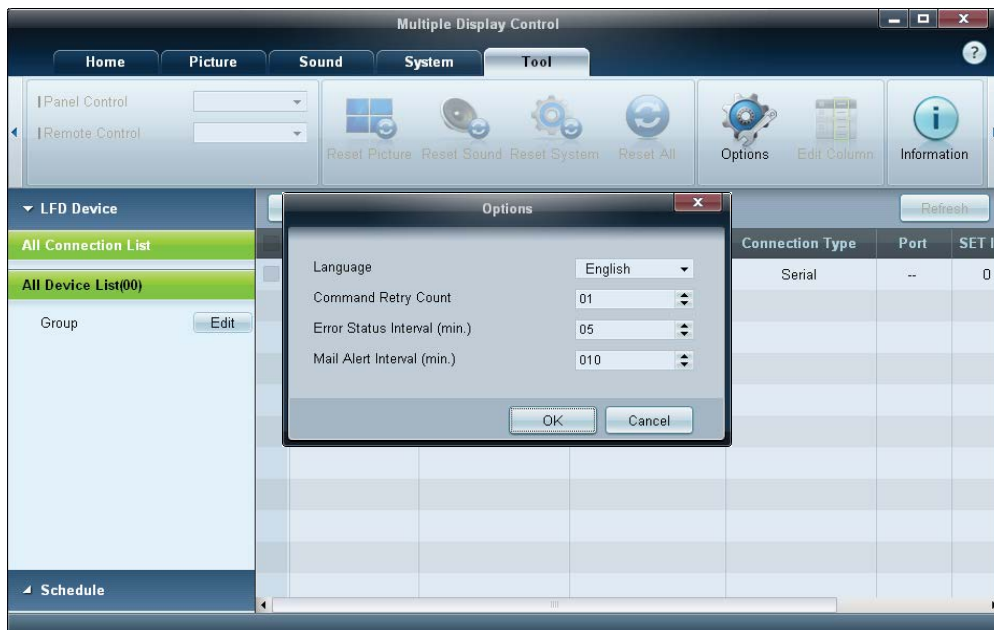 Multiple Display Control
Home Picture Sound System Tool
?
Panel Control
Remote Control
Reset Picture Reset Sound Reset System Reset All Options Edit Column Information
LFD Device
Refresh
All Connection List
All Device List(00)
Group Edit
Schedule
Options
Language English
Command Retry Count 01
Error Status Interval (min.) 05
Mail Alert Interval (min.) 010
OK Cancel
Connection Type Port SET I
Serial -- 0